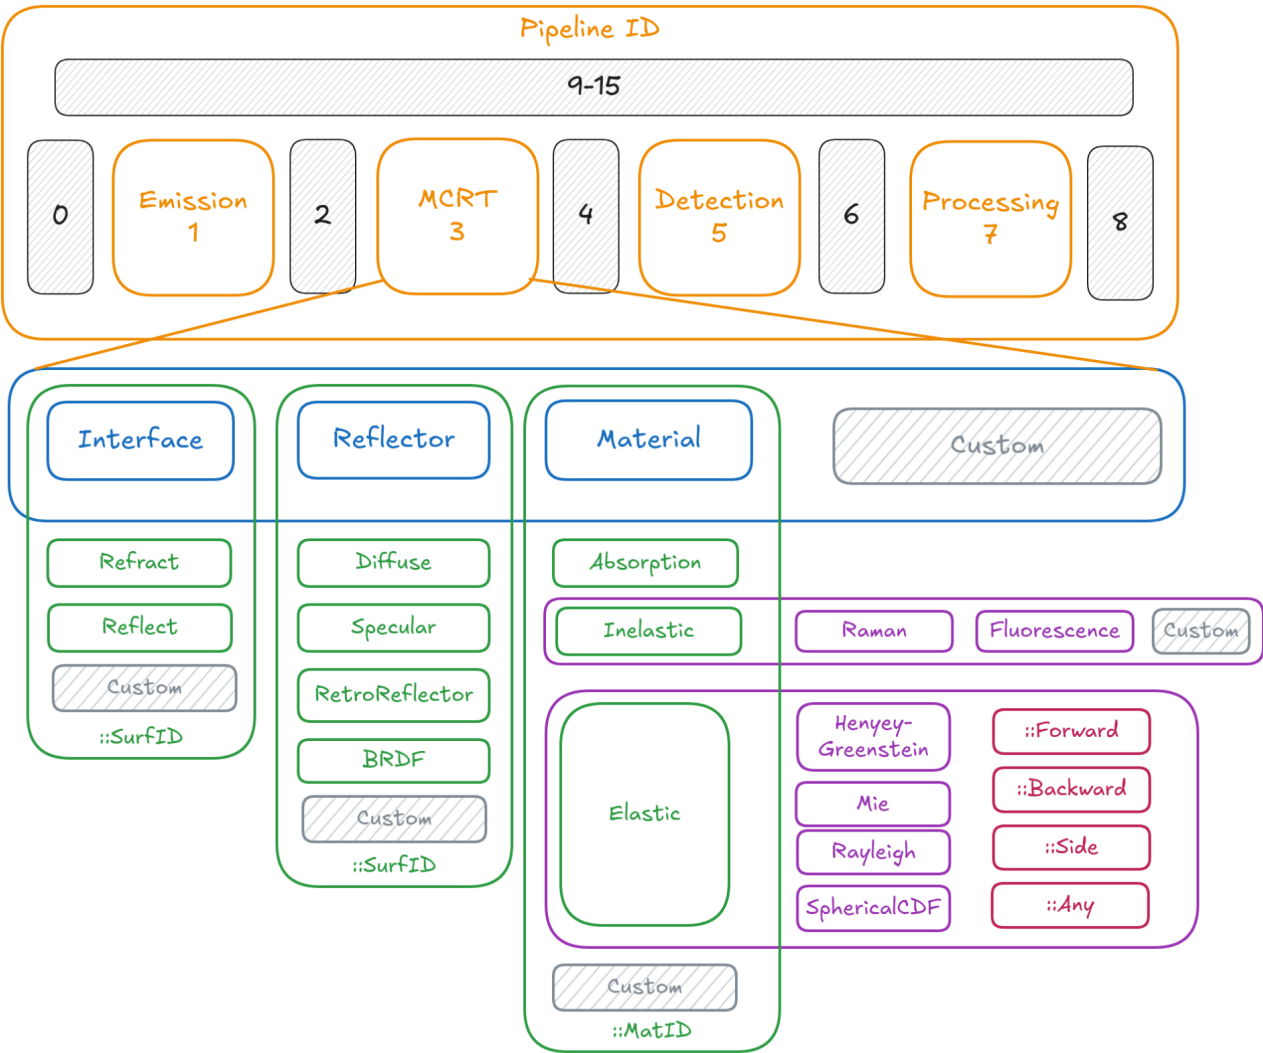 Pipeline ID
9-15
0
Emission
1
2
MCRT
3
4
Detection
5
6
Processing
7
8
Interface
Reflector
Material
Custom
Refract
Reflect
Custom
::SurfID
Diffuse
Specular
RetroReflector
BRDF
Custom
::SurfID
Absorption
Inelastic
Raman
Fluorescence
Custom
Elastic
Henyey-
Greenstein
Mie
Rayleigh
SphericalCDF
::Forward
::Backward
::Side
::Any
Custom
::MatID